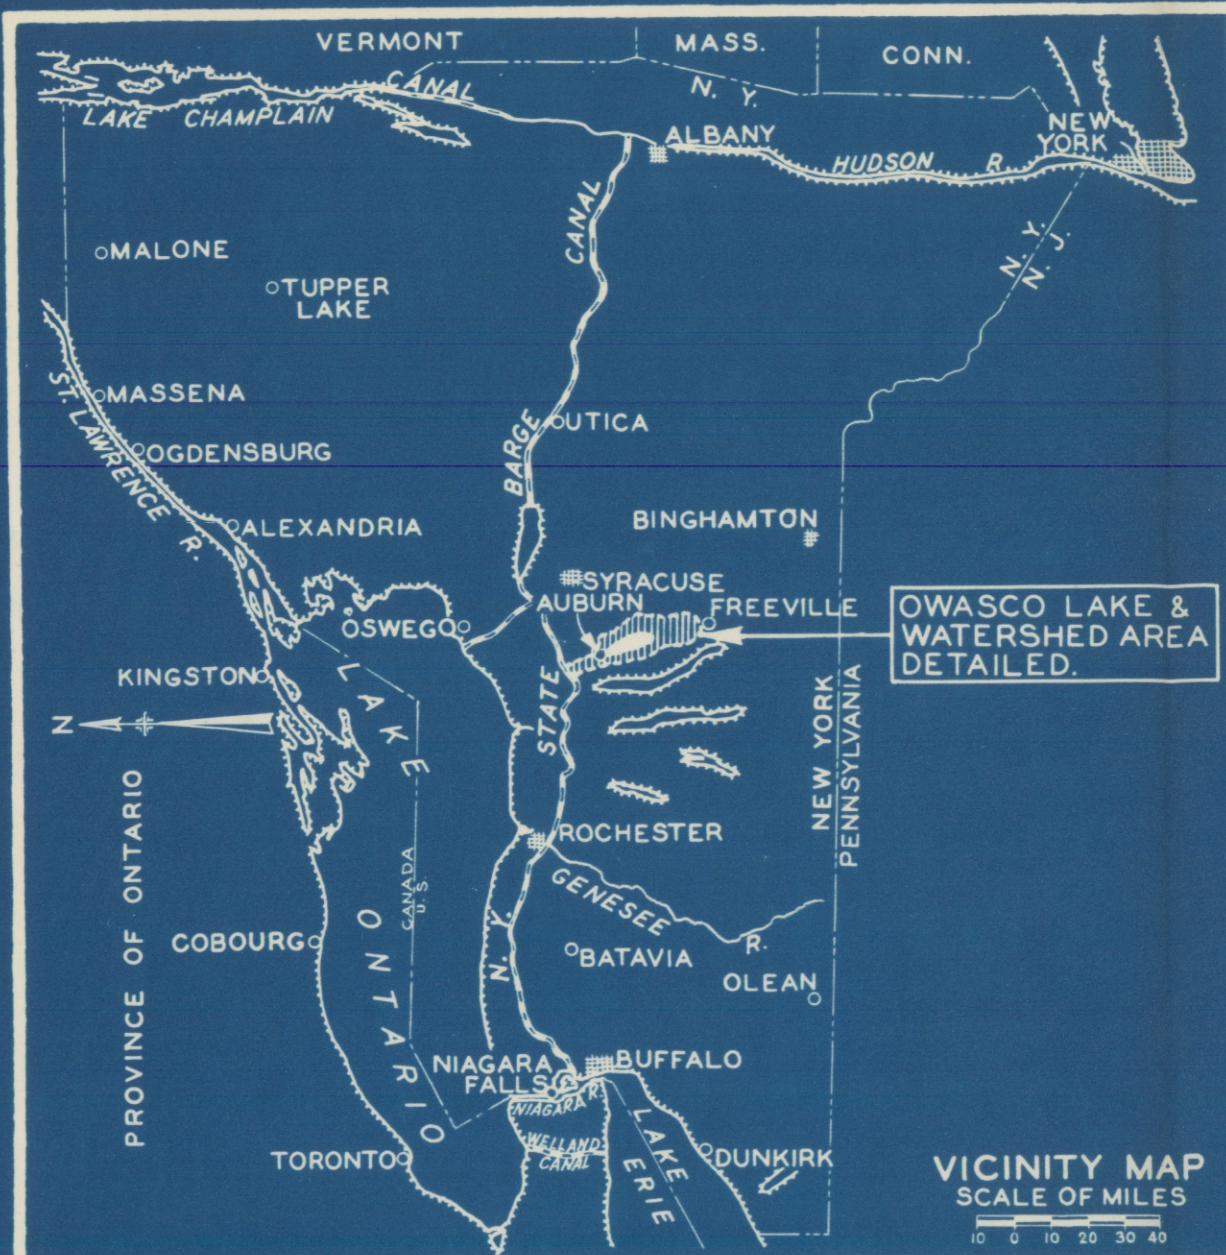 VERMONT
MASS.
CONN.
CANAL
N. Y.
LAKE CHAMPLAIN
ALBANY
NEW
YORK
HUDSON R.
CANAL
N. Y.
N. J.
MALONE
TUPPER
LAKE
MASSENA
ST. LAWRENCE R.
OGDENSBURG
UTICA
BARGE
ALEXANDRIA
BINGHAMTON
SYRACUSE
AUBURN
FREEVILLE
OSWEGO
OWASCO LAKE &
WATERSHED AREA
DETAILED.
KINGSTON
LAKE
STATE
N
NEW YORK
PENNSYLVANIA
PROVINCE OF ONTARIO
ROCHESTER
CANADA
U. S.
GENESEE R.
ONTARIO
N. Y.
COBOURG
BATAVIA
OLEAN
NIAGARA
FALLS
BUFFALO
NIAGARA R.
WELLAND
CANAL
LAKE
ERIE
TORONTO
DUNKIRK
VICINITY MAP
SCALE OF MILES
10 0 10 20 30 40